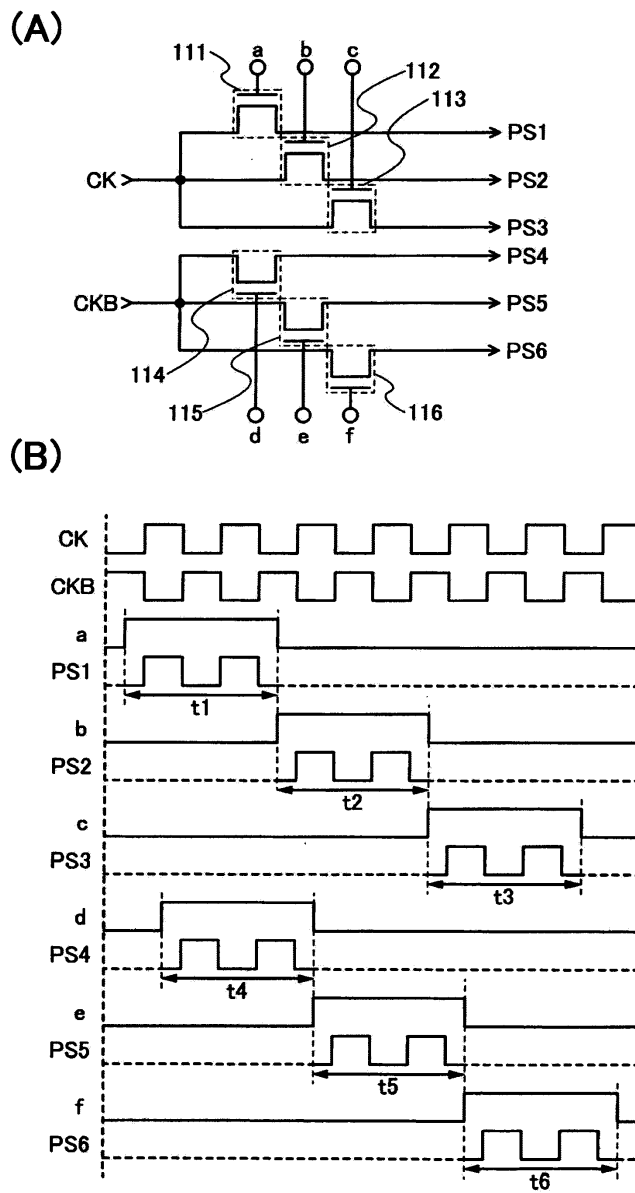 (A)
111
a
b
c
112
113
PS1
CK
PS2
PS3
PS4
CKB
PS5
PS6
114
115
116
d
e
f
(B)
CK
CKB
a
PS1
t1
b
PS2
t2
c
PS3
t3
d
PS4
t4
e
PS5
t5
f
PS6
t6